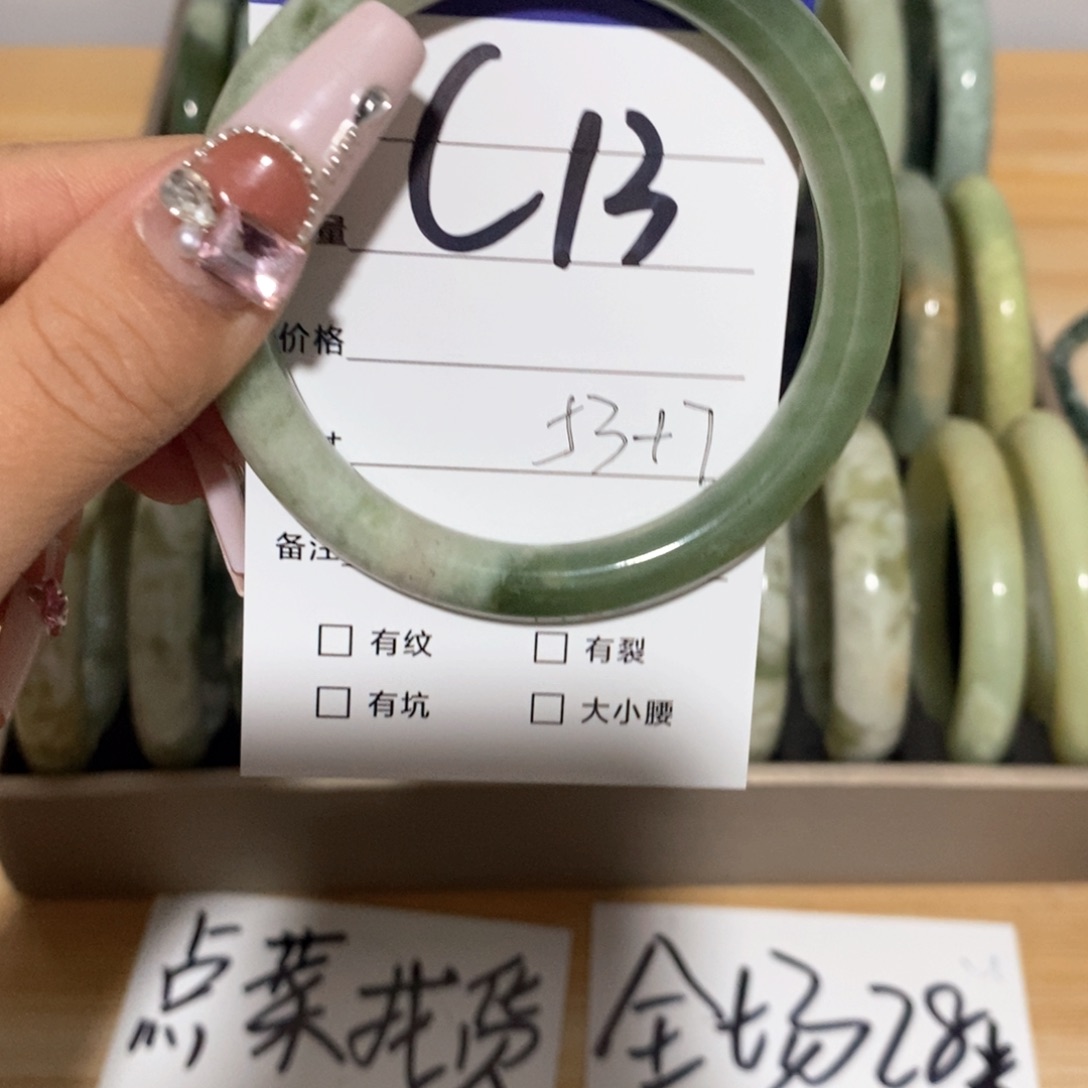 C13
量
价格
53+7
备注
□ 有纹 □ 有裂
□ 有坑 □ 大小腰
点菜找货 全场28